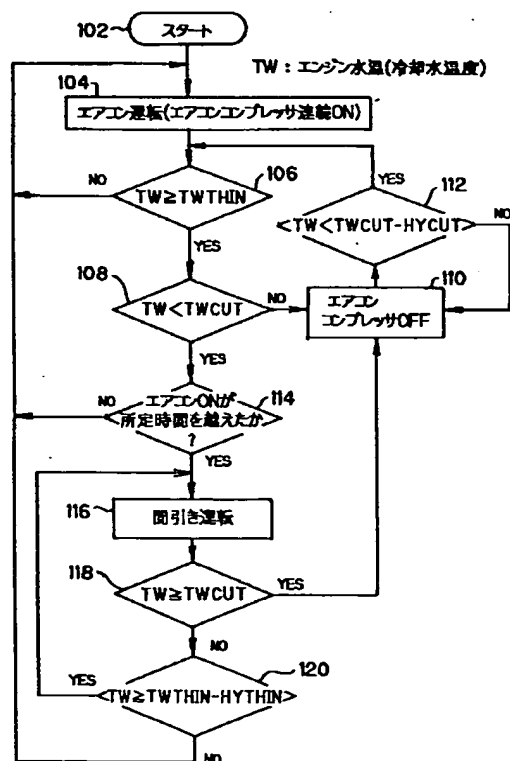 102
スタート
TW : エンジン水温(冷却水温度)
104
エアコン運転(エアコンコンプレッサ連続ON)
NO
TW≧TWTHIN
106
YES
YES
112
<TW<TWCUT-HYCUT>
NO
108
TW<TWCUT
NO
110
エアコン
コンプレッサOFF
YES
NO
エアコンONが
所定時間を越えたか
?
114
YES
116
間引き運転
118
TW≧TWCUT
YES
NO
120
YES
<TW≧TWTHIN-HYTHIN>
NO